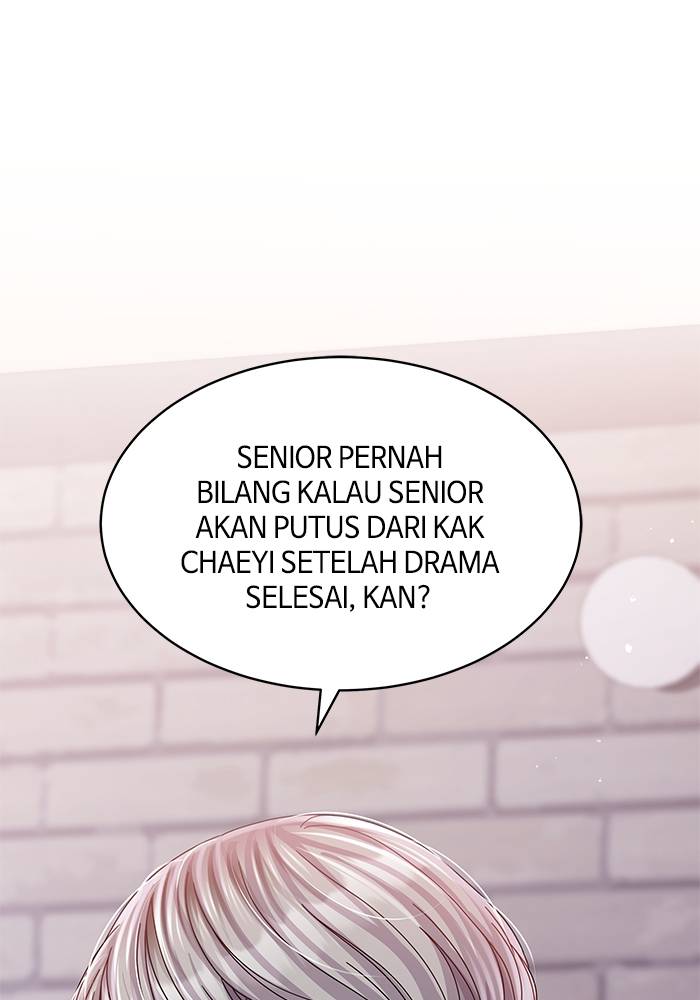 SENIOR PERNAH
BILANG KALAU SENIOR
AKAN PUTUS DARI KAK
CHAEYI SETELAH DRAMA
SELESAI, KAN?